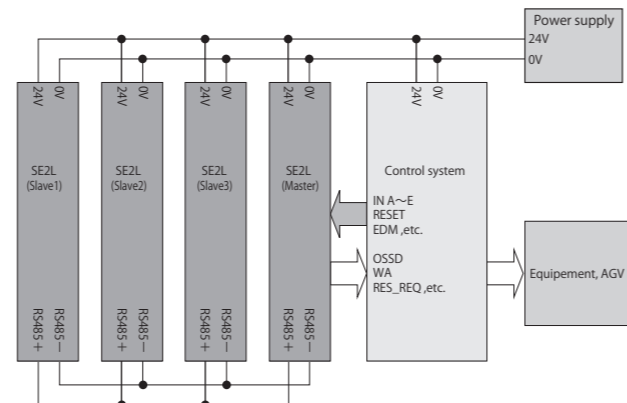 Power supply
24V
0V
24V
0V
24V
0V
24V
0V
24V
0V
24V
0V
SE2L
(Slave1)
SE2L
(Slave2)
SE2L
(Slave3)
SE2L
(Master)
Control system
IN A～E
RESET
EDM ,etc.
OSSD
WA
RES_REQ ,etc.
Equipement, AGV
RS485＋
RS485－
RS485＋
RS485－
RS485＋
RS485－
RS485＋
RS485－